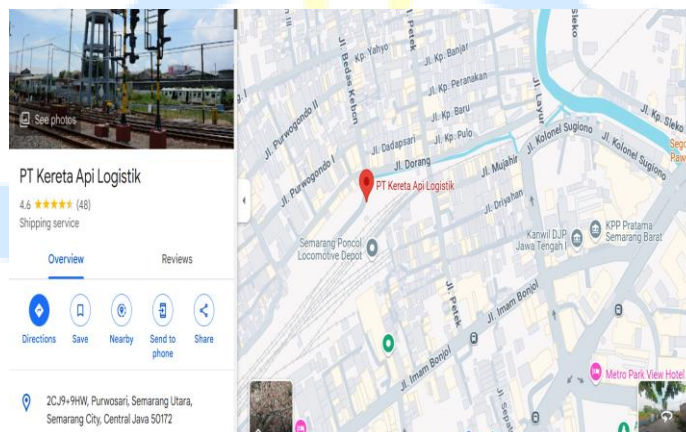 See photos
PT Kereta Api Logistik
4.6 ★★★★★ (48)
Shipping service
Overview
Reviews
Directions
Save
Nearby
Send to
phone
Share
2CJ9+9HW, Purwosari, Semarang Utara,
Semarang City, Central Java 50172
Jl. Petek
Jl. Bedas Kebon
Kp. Yahyo
Jl. Kp. Banjar
Jl. Kp. Peranakan
Jl. Layur
Sleko
Jl. Purwogondo II
Jl. Kp. Baru
Jl. Kp. Pulo
Jl. Dadapsari
Jl. Kp. Sleko
Jl. Kolonel Sugiono
Jl. Kolonel Sugiono
Jl. Purwogondo I
Jl. Dorang
Jl. Mujahir
PT Kereta Api Logistik
Jl. Driyahan
Semarang Poncol
Locomotive Depot
Kanwil DJP
Jawa Tengah I
KPP Pratama
Semarang Barat
Jl. Petek
Jl. Imam Bonjol
Jl. Imam Bonjol
Metro Park View Hotel